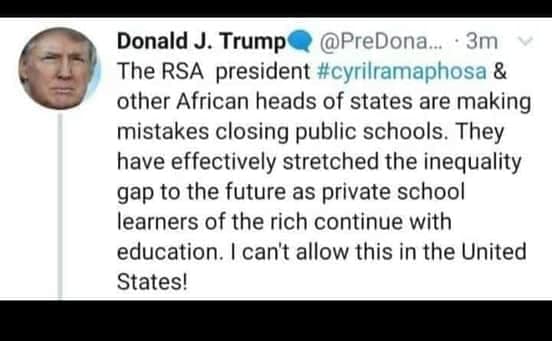 Donald J. Trump @PreDona... · 3m
The RSA president #cyrilramaphosa &
other African heads of states are making
mistakes closing public schools. They
have effectively stretched the inequality
gap to the future as private school
learners of the rich continue with
education. I can't allow this in the United
States!